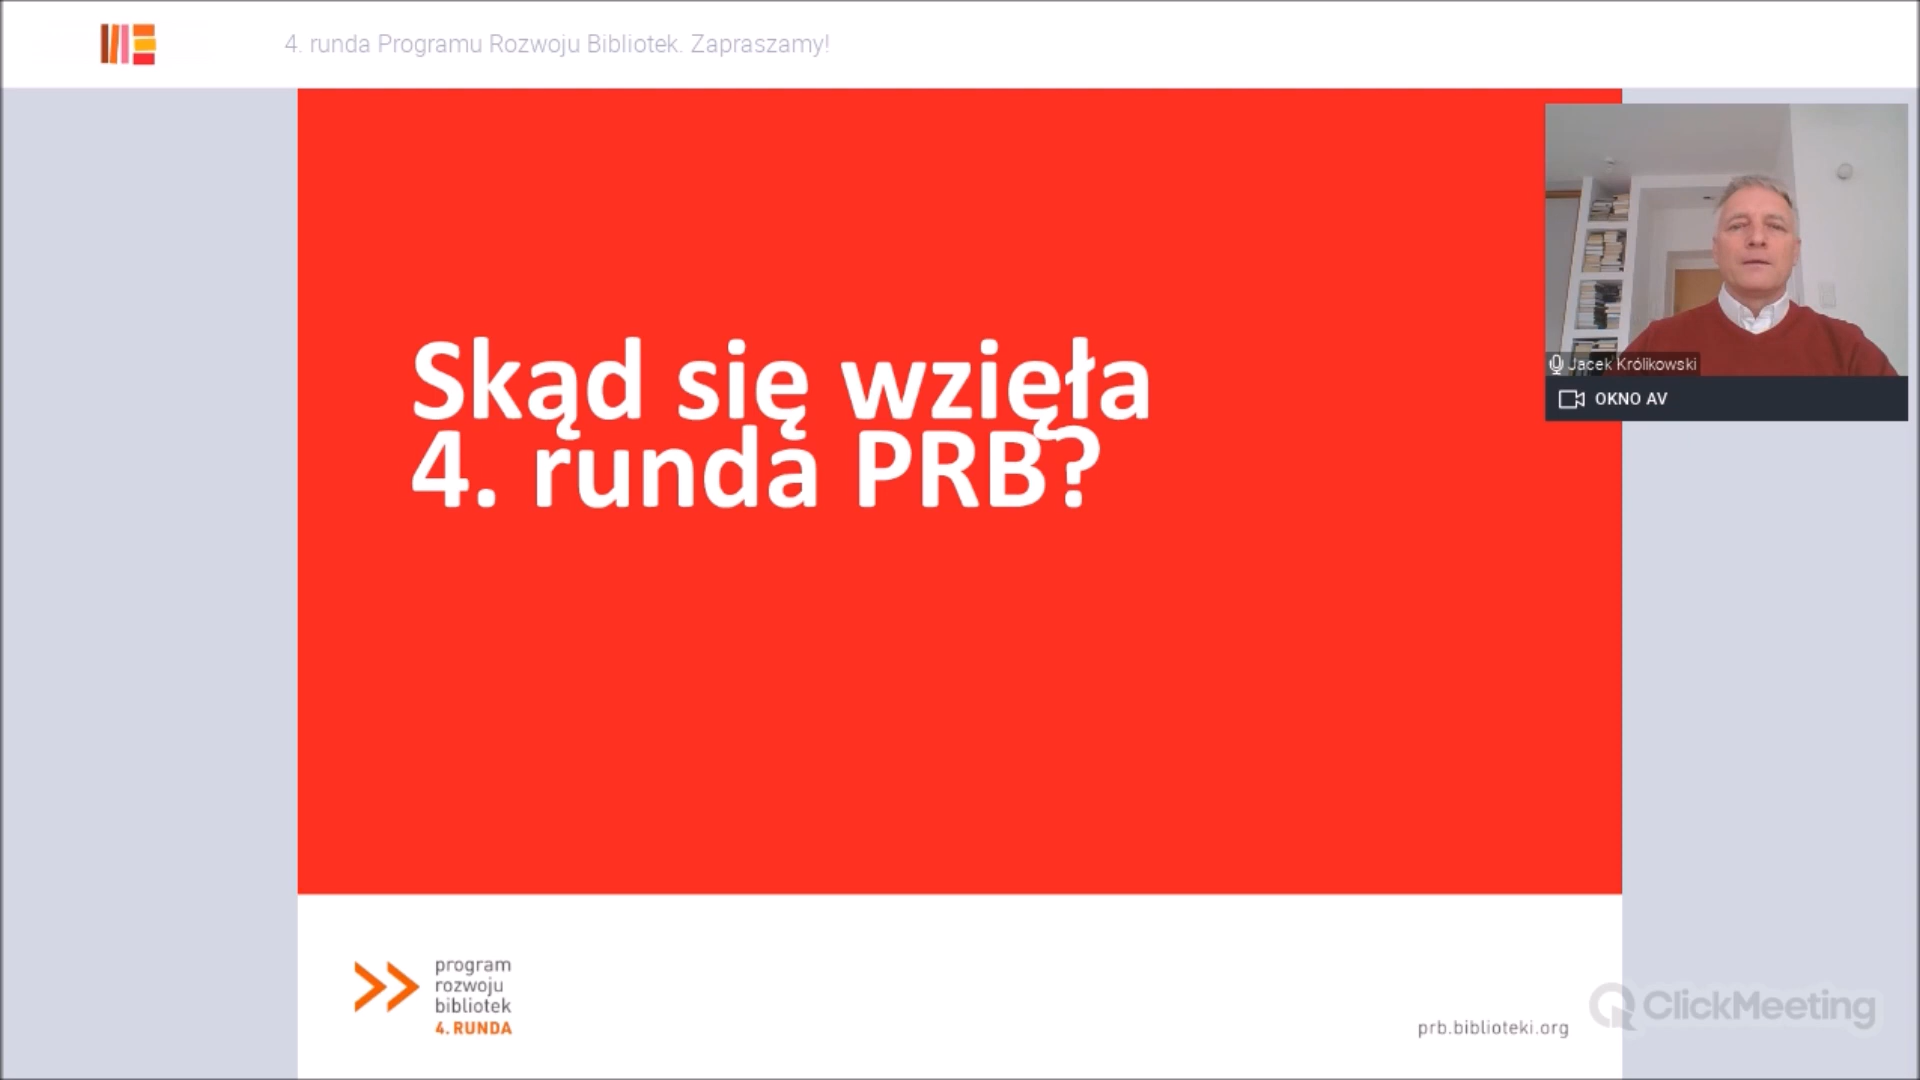 4. runda Programu Rozwoju Bibliotek. Zapraszamy!
Skąd się wzięła
4. runda PRB?
Jacek Królikowski
OKNO AV
program
rozwoju
bibliotek
4. RUNDA
prb.biblioteki.org
ClickMeeting